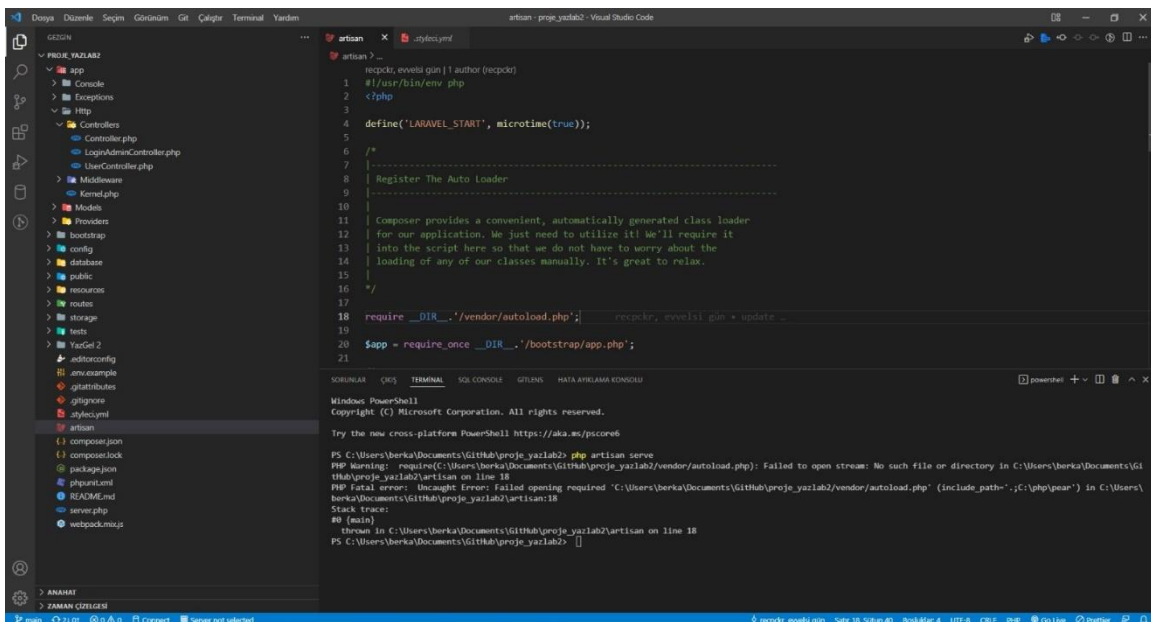 Dosya Düzenle Seçim Görünüm Git Çalıştır Terminal Yardım
artisan - proje_yazlab2 - Visual Studio Code
GEZGİN
PROJE_YAZLAB2
app
Console
Exceptions
Http
Controllers
Controller.php
LoginAdminController.php
UserController.php
Middleware
Kernel.php
Models
Providers
bootstrap
config
database
public
resources
routes
storage
tests
YazGel 2
.editorconfig
.env.example
.gitattributes
.gitignore
.styleci.yml
artisan
composer.json
composer.lock
package.json
phpunit.xml
README.md
server.php
webpack.mix.js
ANAHAT
ZAMAN ÇİZELGESİ
artisan
.styleci.yml
artisan > ...
recpckr, evvelsi gün | 1 author (recpckr)
1 #!/usr/bin/env php
2 <?php
3
4 define('LARAVEL_START', microtime(true));
5
6 /*
7 |--------------------------------------------------------------------------
8 | Register The Auto Loader
9 |--------------------------------------------------------------------------
10 |
11 | Composer provides a convenient, automatically generated class loader
12 | for our application. We just need to utilize it! We'll require it
13 | into the script here so that we do not have to worry about the
14 | loading of any of our classes manually. It's great to relax.
15 |
16 */
17
18 require __DIR__.'/vendor/autoload.php'; recpckr, evvelsi gün • update …
19
20 $app = require_once __DIR__.'/bootstrap/app.php';
21
SORUNLAR ÇIKIŞ TERMİNAL SQL CONSOLE GITLENS HATA AYIKLAMA KONSOLU
powershell
Windows PowerShell
Copyright (C) Microsoft Corporation. All rights reserved.
Try the new cross-platform PowerShell https://aka.ms/pscore6
PS C:\Users\berka\Documents\GitHub\proje_yazlab2> php artisan serve
PHP Warning:  require(C:\Users\berka\Documents\GitHub\proje_yazlab2/vendor/autoload.php): Failed to open stream: No such file or directory in C:\Users\berka\Documents\Gi
tHub\proje_yazlab2\artisan on line 18
PHP Fatal error:  Uncaught Error: Failed opening required 'C:\Users\berka\Documents\GitHub\proje_yazlab2/vendor/autoload.php' (include_path='.;C:\php\pear') in C:\Users\
berka\Documents\GitHub\proje_yazlab2\artisan:18
Stack trace:
#0 {main}
thrown in C:\Users\berka\Documents\GitHub\proje_yazlab2\artisan on line 18
PS C:\Users\berka\Documents\GitHub\proje_yazlab2>
main Connect Server not selected
recpckr, evvelsi gün Satır 18, Sütun 40 Boşluklar: 4 UTF-8 CRLF PHP Go Live Prettier